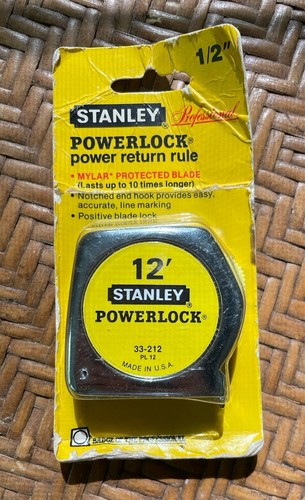 1/2"
STANLEY
Professional
POWERLOCK®
power return rule
• MYLAR® PROTECTED BLADE
(Lasts up to 10 times longer)
• Notched end hook provides easy,
accurate, line marking
• Positive blade lock
12'
STANLEY
POWERLOCK®
33-212
PL 12
MADE IN U.S.A.